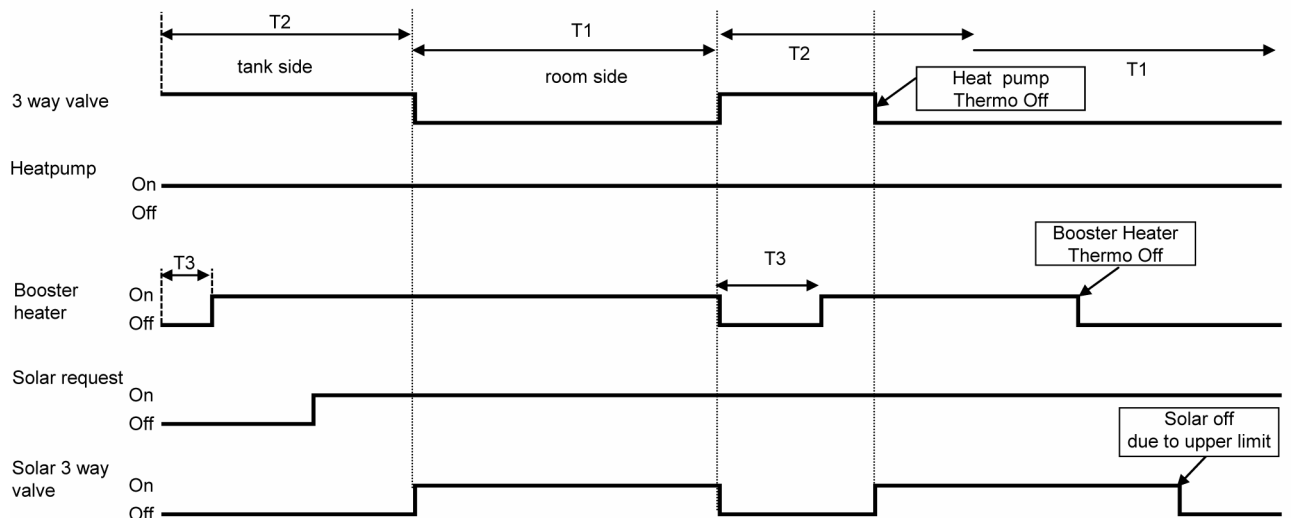 T2
T1
T2
T1
tank side
room side
3 way valve
Heat pump
Thermo Off
Heatpump
On
Off
Booster Heater
Thermo Off
T3
T3
Booster
heater
On
Off
Solar request
On
Off
Solar off
due to upper limit
Solar 3 way
valve
On
Off